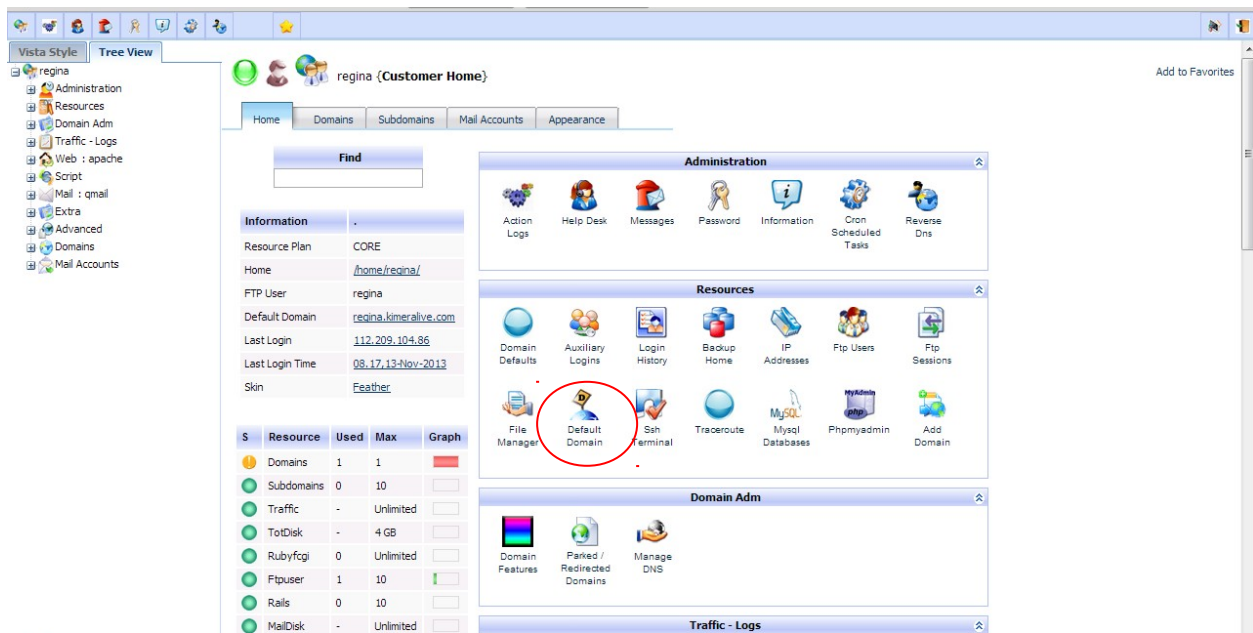 Vista Style
Tree View
regina
Administration
Resources
Domain Adm
Traffic - Logs
Web : apache
Script
Mail : qmail
Extra
Advanced
Domains
Mail Accounts
regina {Customer Home}
Add to Favorites
Home
Domains
Subdomains
Mail Accounts
Appearance
Find
Information .
Resource Plan CORE
Home /home/regina/
FTP User regina
Default Domain regina.kimeralive.com
Last Login 112.209.104.86
Last Login Time 08.17,13-Nov-2013
Skin Feather
S Resource Used Max Graph
Domains 1 1
Subdomains 0 10
Traffic - Unlimited
TotDisk - 4 GB
Rubyfcgi 0 Unlimited
Ftpuser 1 10
Rails 0 10
MailDisk - Unlimited
Administration
Action Logs
Help Desk
Messages
Password
Information
Cron Scheduled Tasks
Reverse Dns
Resources
Domain Defaults
Auxiliary Logins
Login History
Backup Home
IP Addresses
Ftp Users
Ftp Sessions
File Manager
D
Default Domain
Ssh Terminal
Traceroute
MySQL
Mysql Databases
MyAdmin
php
Phpmyadmin
Add Domain
Domain Adm
Domain Features
Parked / Redirected Domains
Manage DNS
Traffic - Logs